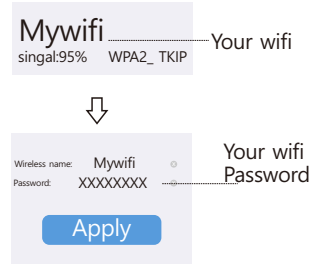 Mywifi
Your wifi
singal:95% WPA2_ TKIP
Wireless name: Mywifi
Your wifi
Password
Password: XXXXXXXX
Apply